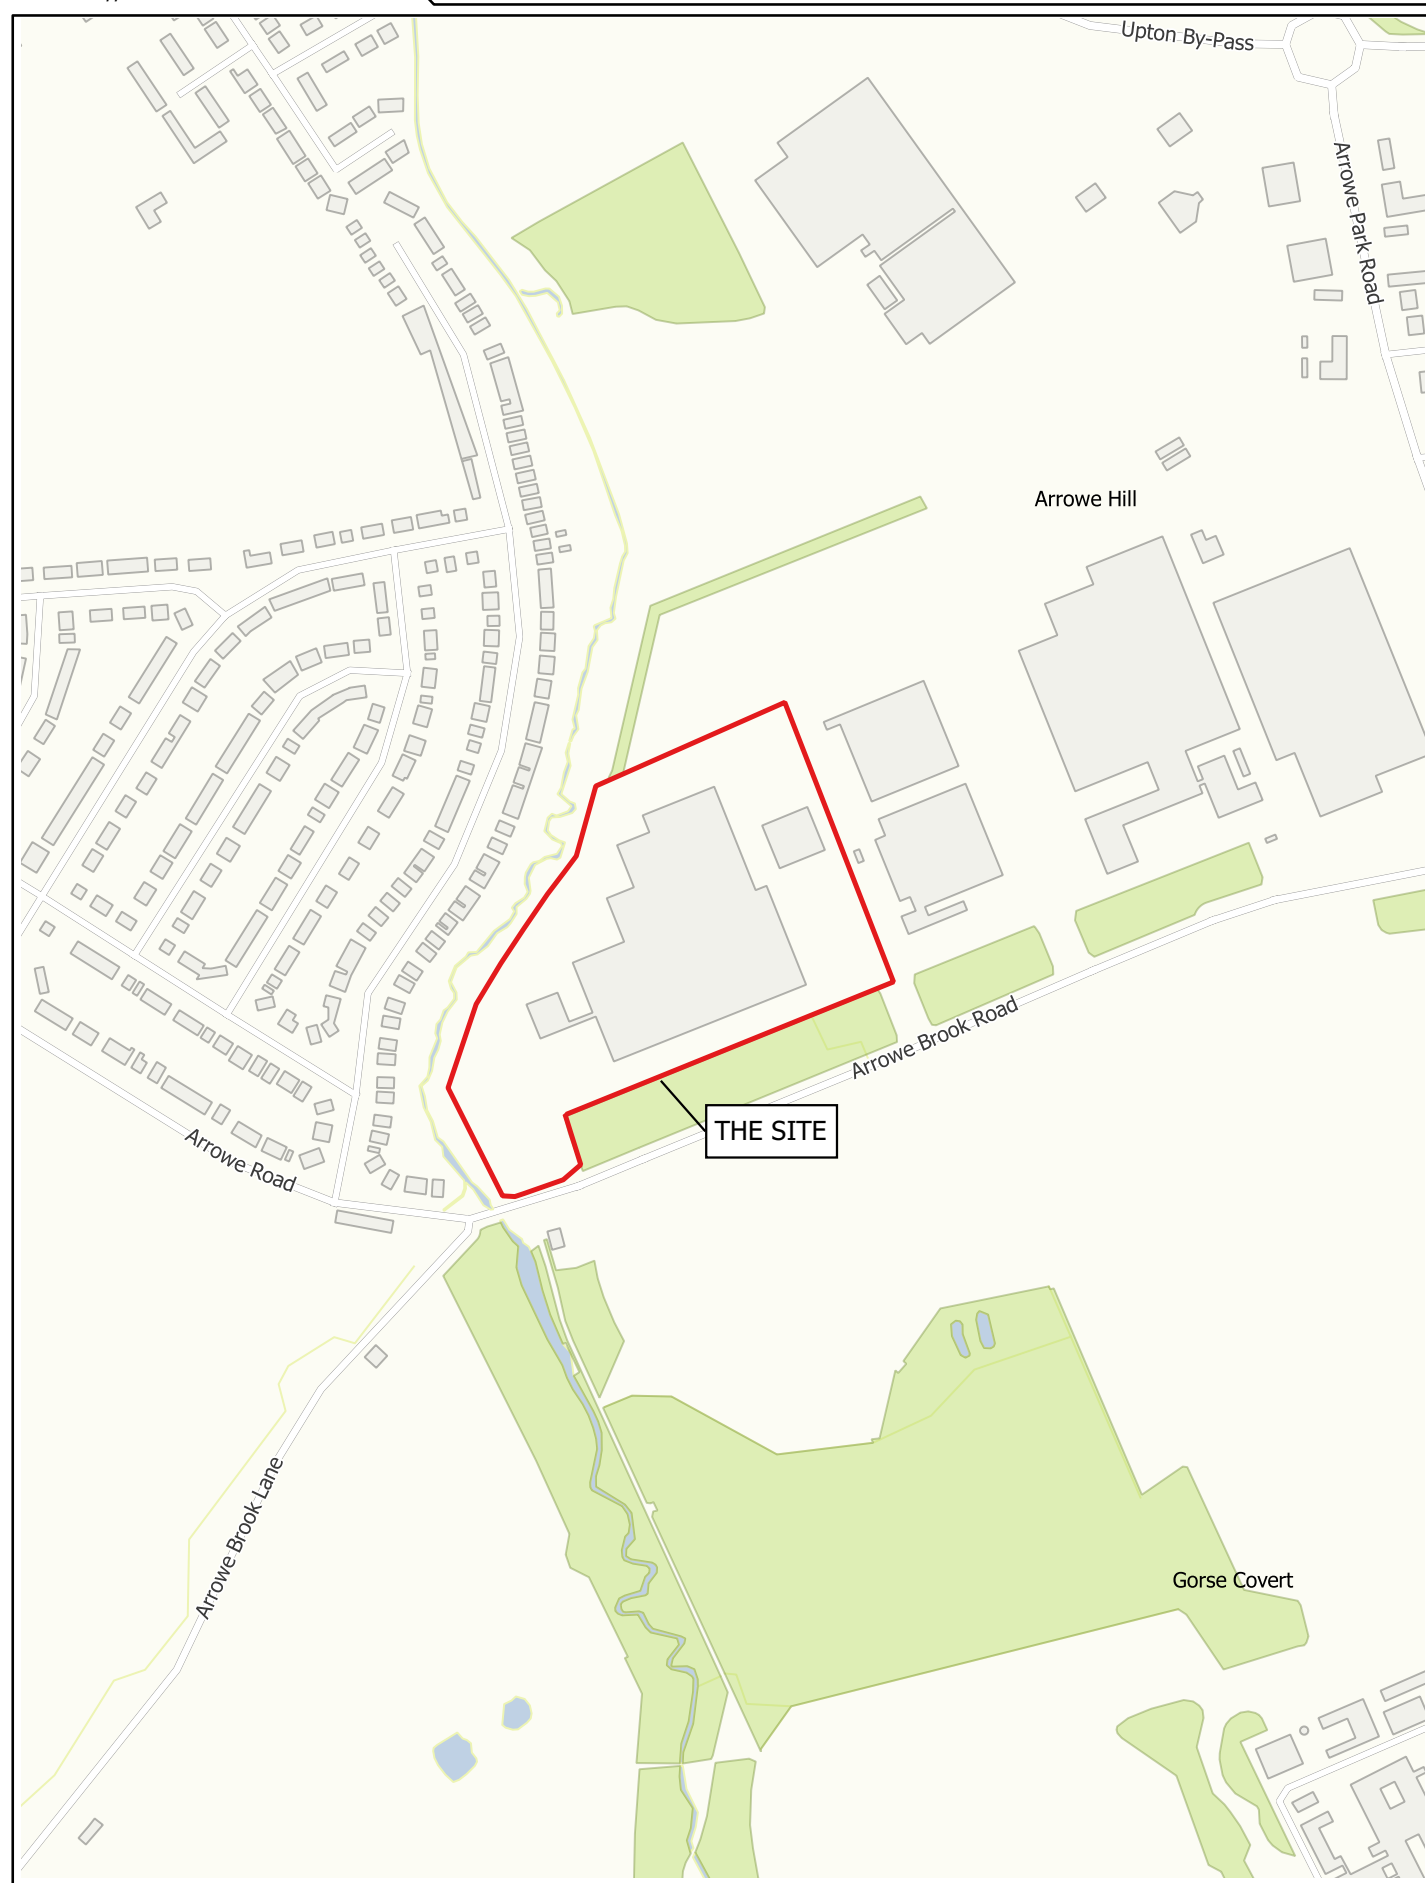 Upton By-Pass
Arrowe Park Road
Arrowe Hill
Arrowe Brook Road
THE SITE
Arrowe Road
Arrowe Brook Lane
Gorse Covert